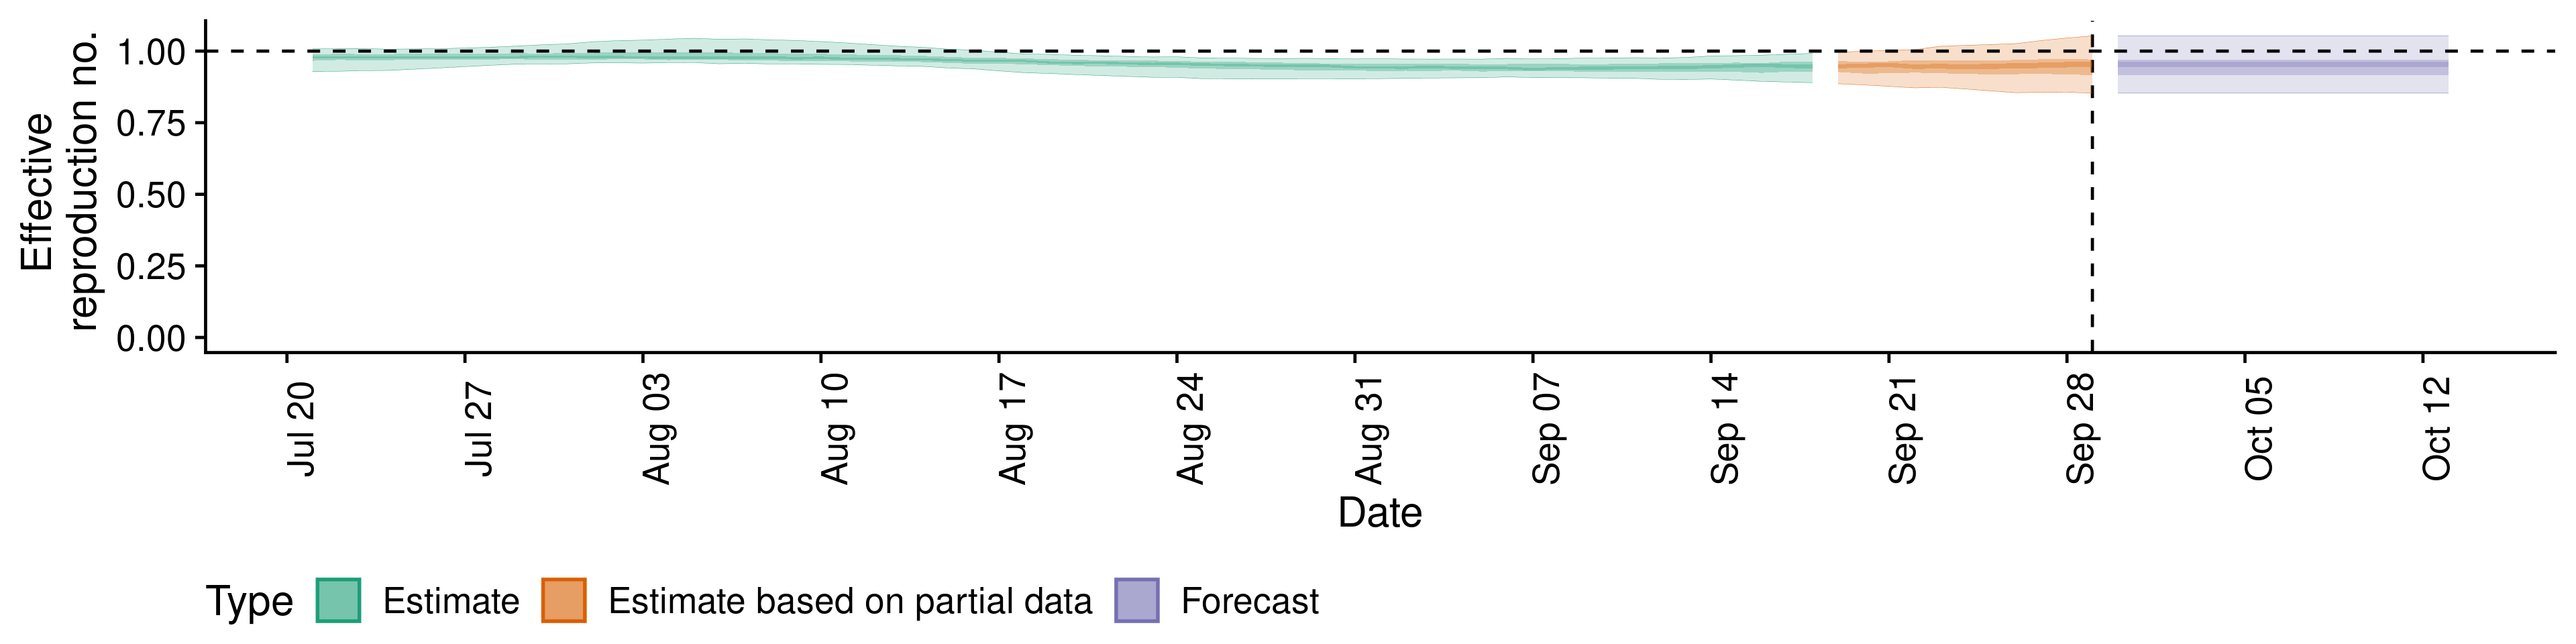 Effective
reproduction no.
1.00
0.75
0.50
0.25
0.00
Jul 20
Jul 27
Aug 03
Aug 10
Aug 17
Aug 24
Aug 31
Sep 07
Sep 14
Sep 21
Sep 28
Oct 05
Oct 12
Date
Type Estimate Estimate based on partial data Forecast